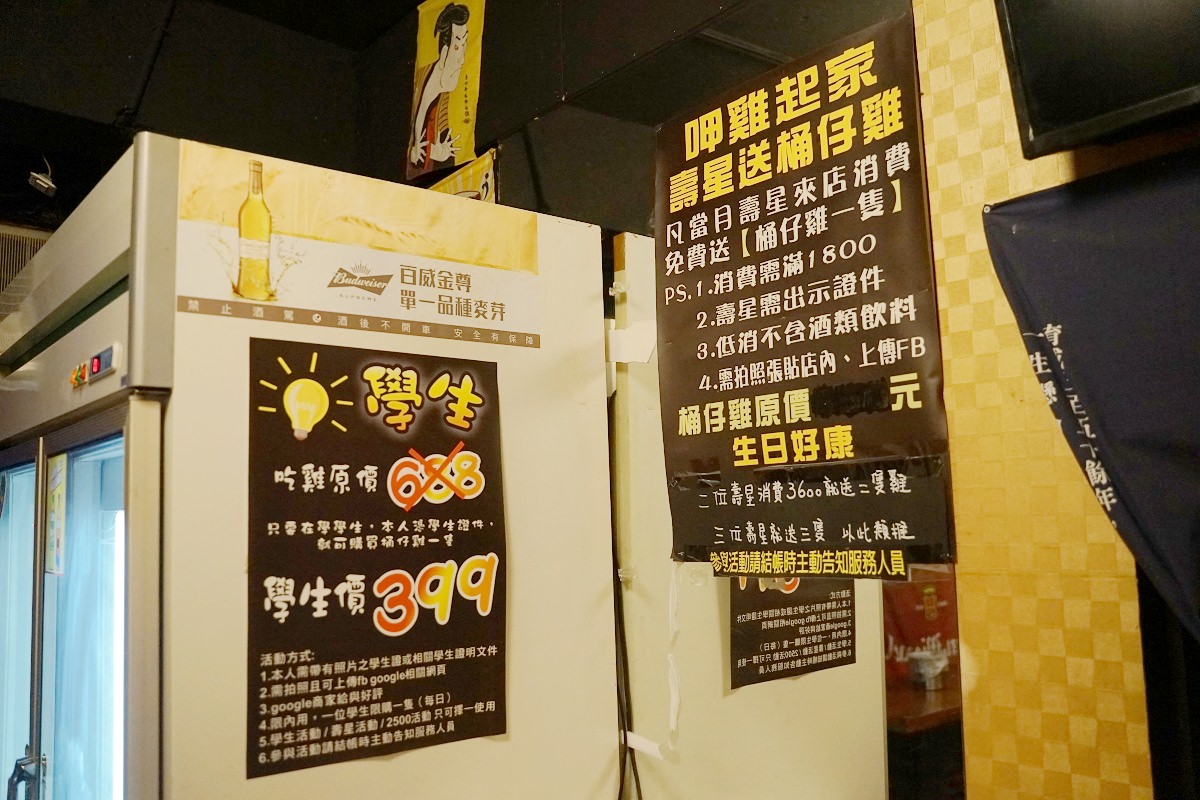 Budweiser
SUPREME
百威金尊
單一品種麥芽
禁止酒駕 酒後不開車 安全有保障
學生
吃雞原價 688
只要在學學生，本人憑學生證件，
就可購買桶仔雞一隻
學生價 399
活動方式:
1.本人需帶有照片之學生證或相關學生證明文件
2.需拍照且可上傳fb google相關網頁
3.google商家給與好評
4.限內用，一位學生限購一隻（每日）
5.學生活動 / 壽星活動 / 2500活動 只可擇一使用
6.參與活動請結帳時主動告知服務人員
呷雞起家
壽星送桶仔雞
凡當月壽星來店消費
免費送【桶仔雞一隻】
PS.1.消費需滿1800
2.壽星需出示證件
3.低消不含酒類飲料
4.需拍照張貼店內、上傳FB
桶仔雞原價 元
生日好康
二位壽星消費3600就送二隻雞
三位壽星就送三隻 以此類推
參與活動請結帳時主動告知服務人員